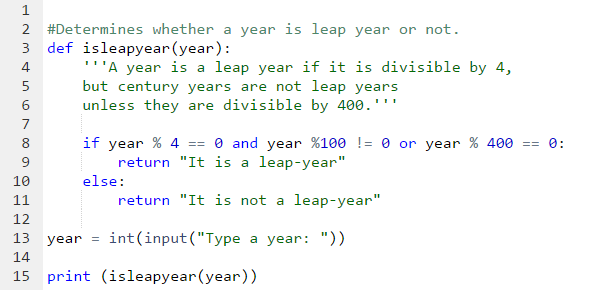 1
2 #Determines whether a year is leap year or not.
3 def isleapyear(year):
4     '''A year is a leap year if it is divisible by 4,
5     but century years are not leap years
6     unless they are divisible by 400.'''
7
8     if year % 4 == 0 and year %100 != 0 or year % 400 == 0:
9         return "It is a leap-year"
10     else:
11         return "It is not a leap-year"
12
13 year = int(input("Type a year: "))
14
15 print (isleapyear(year))